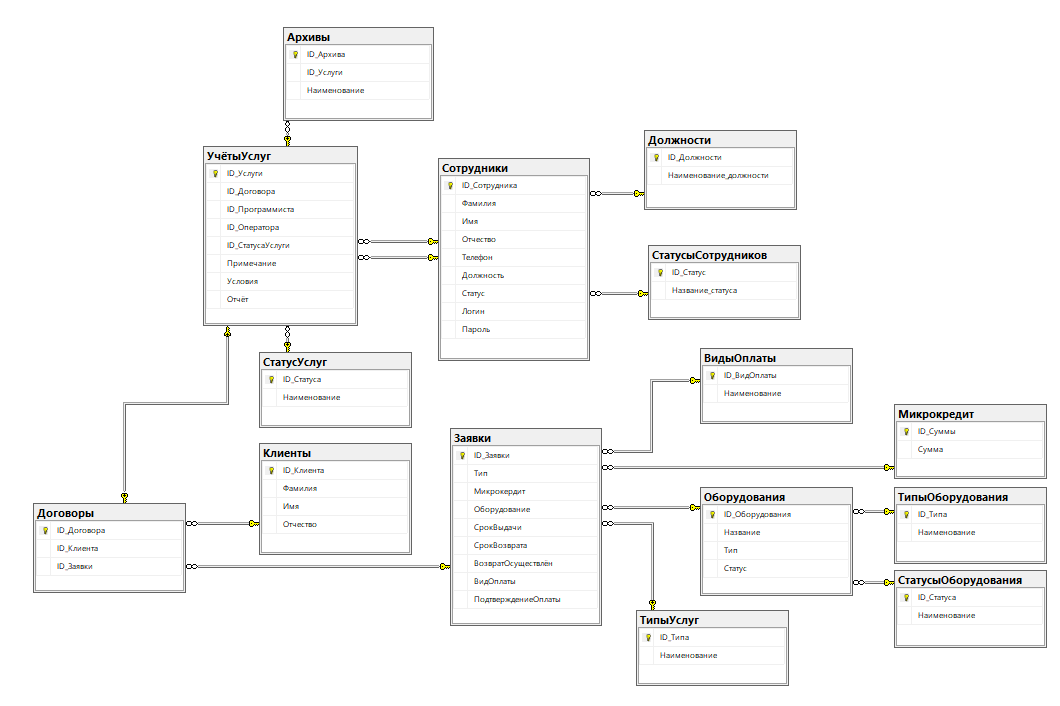 Архивы
ID_Архива
ID_Услуги
Наименование
УчётыУслуг
ID_Услуги
ID_Договора
ID_Программиста
ID_Оператора
ID_СтатусаУслуги
Примечание
Условия
Отчёт
Сотрудники
ID_Сотрудника
Фамилия
Имя
Отчество
Телефон
Должность
Статус
Логин
Пароль
Должности
ID_Должности
Наименование_должности
СтатусыСотрудников
ID_Статус
Название_статуса
СтатусУслуг
ID_Статуса
Наименование
ВидыОплаты
ID_ВидОплаты
Наименование
Микрокредит
ID_Суммы
Сумма
Клиенты
ID_Клиента
Фамилия
Имя
Отчество
Заявки
ID_Заявки
Тип
Микрокердит
Оборудование
СрокВыдачи
СрокВозврата
ВозвратОсуществлён
ВидОплаты
ПодтверждениеОплаты
Оборудования
ID_Оборудования
Название
Тип
Статус
ТипыОборудования
ID_Типа
Наименование
Договоры
ID_Договора
ID_Клиента
ID_Заявки
СтатусыОборудования
ID_Статуса
Наименование
ТипыУслуг
ID_Типа
Наименование